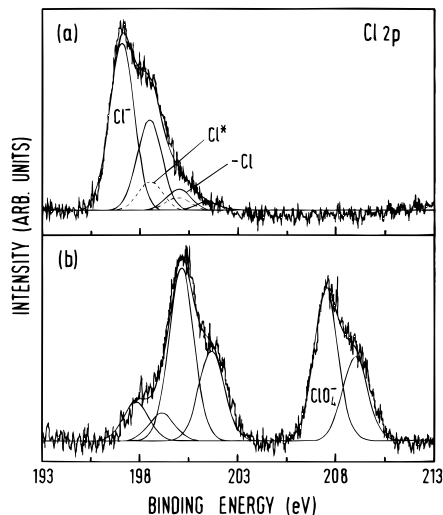 (a)
Cl 2p
Cl⁻
Cl*
-Cl
(b)
ClO₄⁻
INTENSITY (ARB. UNITS)
193 198 203 208 213
BINDING ENERGY (eV)